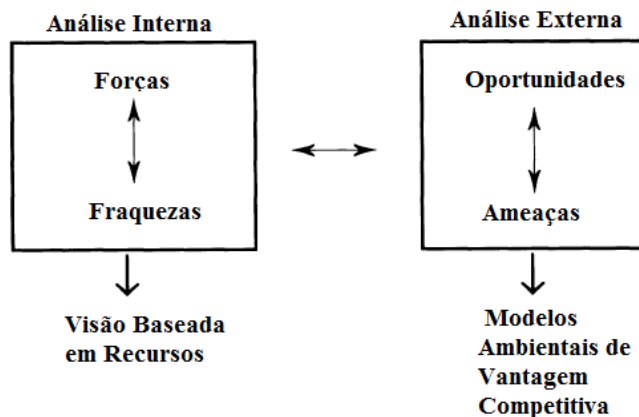 Análise Interna
Forças
Fraquezas
Visão Baseada
em Recursos
Análise Externa
Oportunidades
Ameaças
Modelos
Ambientais de
Vantagem
Competitiva